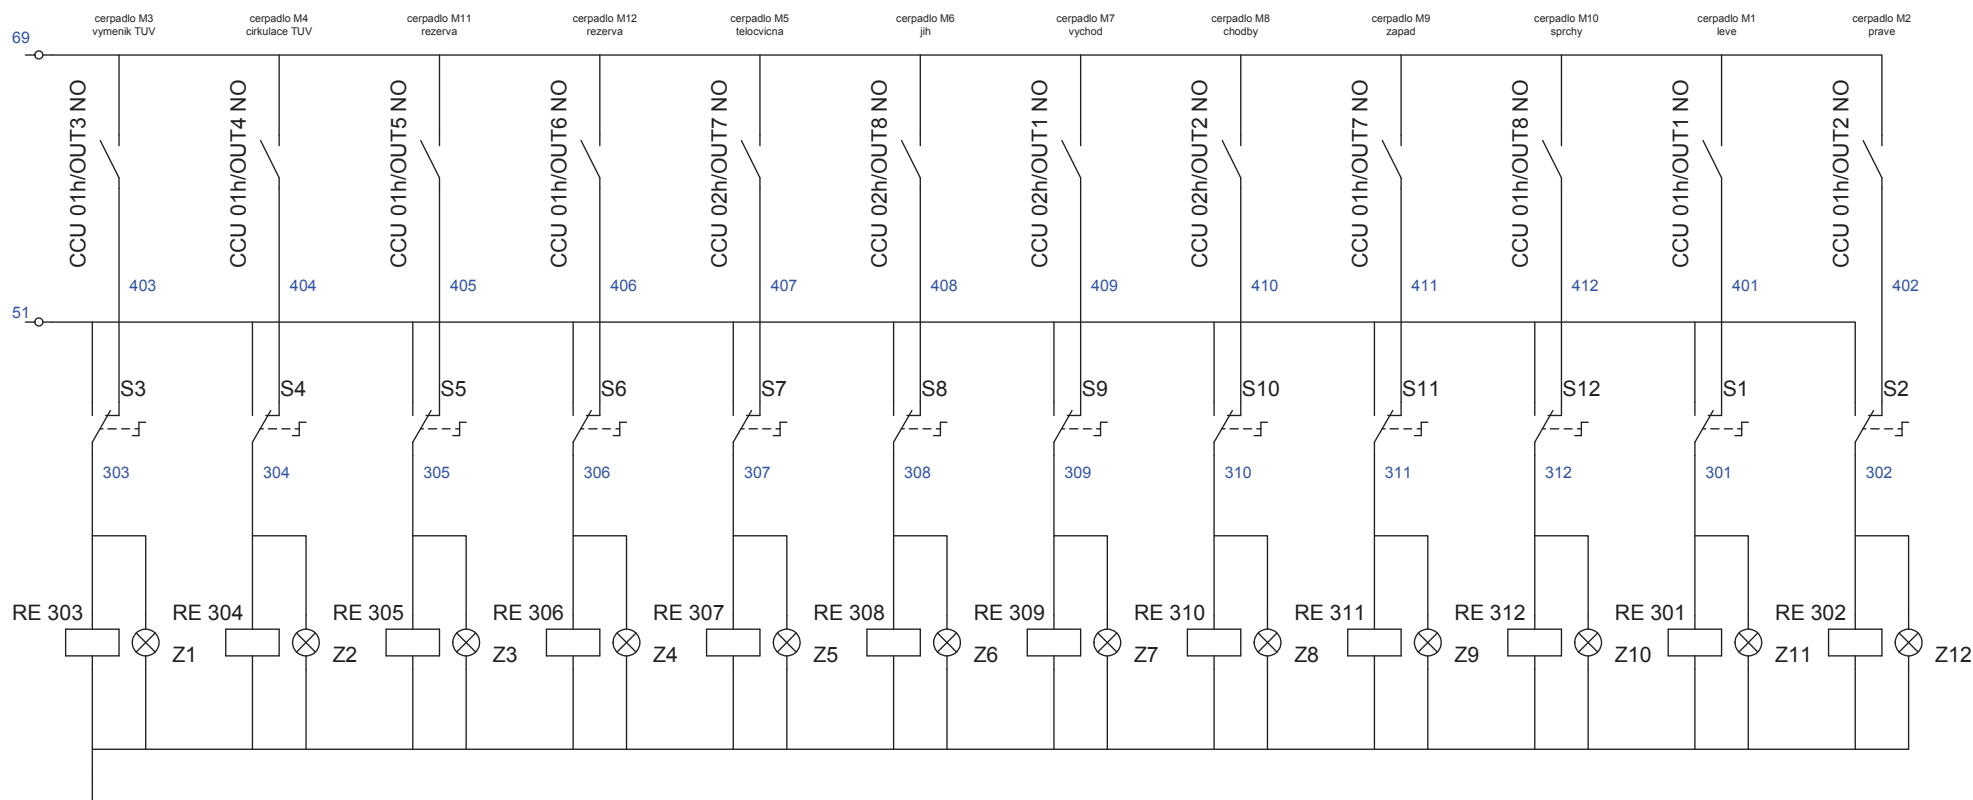 cerpadlo M3
vymenik TUV
cerpadlo M4
cirkulace TUV
cerpadlo M11
rezerva
cerpadlo M12
rezerva
cerpadlo M5
telocvicna
cerpadlo M6
jih
cerpadlo M7
vychod
cerpadlo M8
chodby
cerpadlo M9
zapad
cerpadlo M10
sprchy
cerpadlo M1
leve
cerpadlo M2
prave
69
CCU 01h/OUT3 NO
CCU 01h/OUT4 NO
CCU 01h/OUT5 NO
CCU 01h/OUT6 NO
CCU 02h/OUT7 NO
CCU 02h/OUT8 NO
CCU 02h/OUT1 NO
CCU 02h/OUT2 NO
CCU 01h/OUT7 NO
CCU 01h/OUT8 NO
CCU 01h/OUT1 NO
CCU 01h/OUT2 NO
403
404
405
406
407
408
409
410
411
412
401
402
51
S3
S4
S5
S6
S7
S8
S9
S10
S11
S12
S1
S2
303
304
305
306
307
308
309
310
311
312
301
302
RE 303
RE 304
RE 305
RE 306
RE 307
RE 308
RE 309
RE 310
RE 311
RE 312
RE 301
RE 302
Z1
Z2
Z3
Z4
Z5
Z6
Z7
Z8
Z9
Z10
Z11
Z12